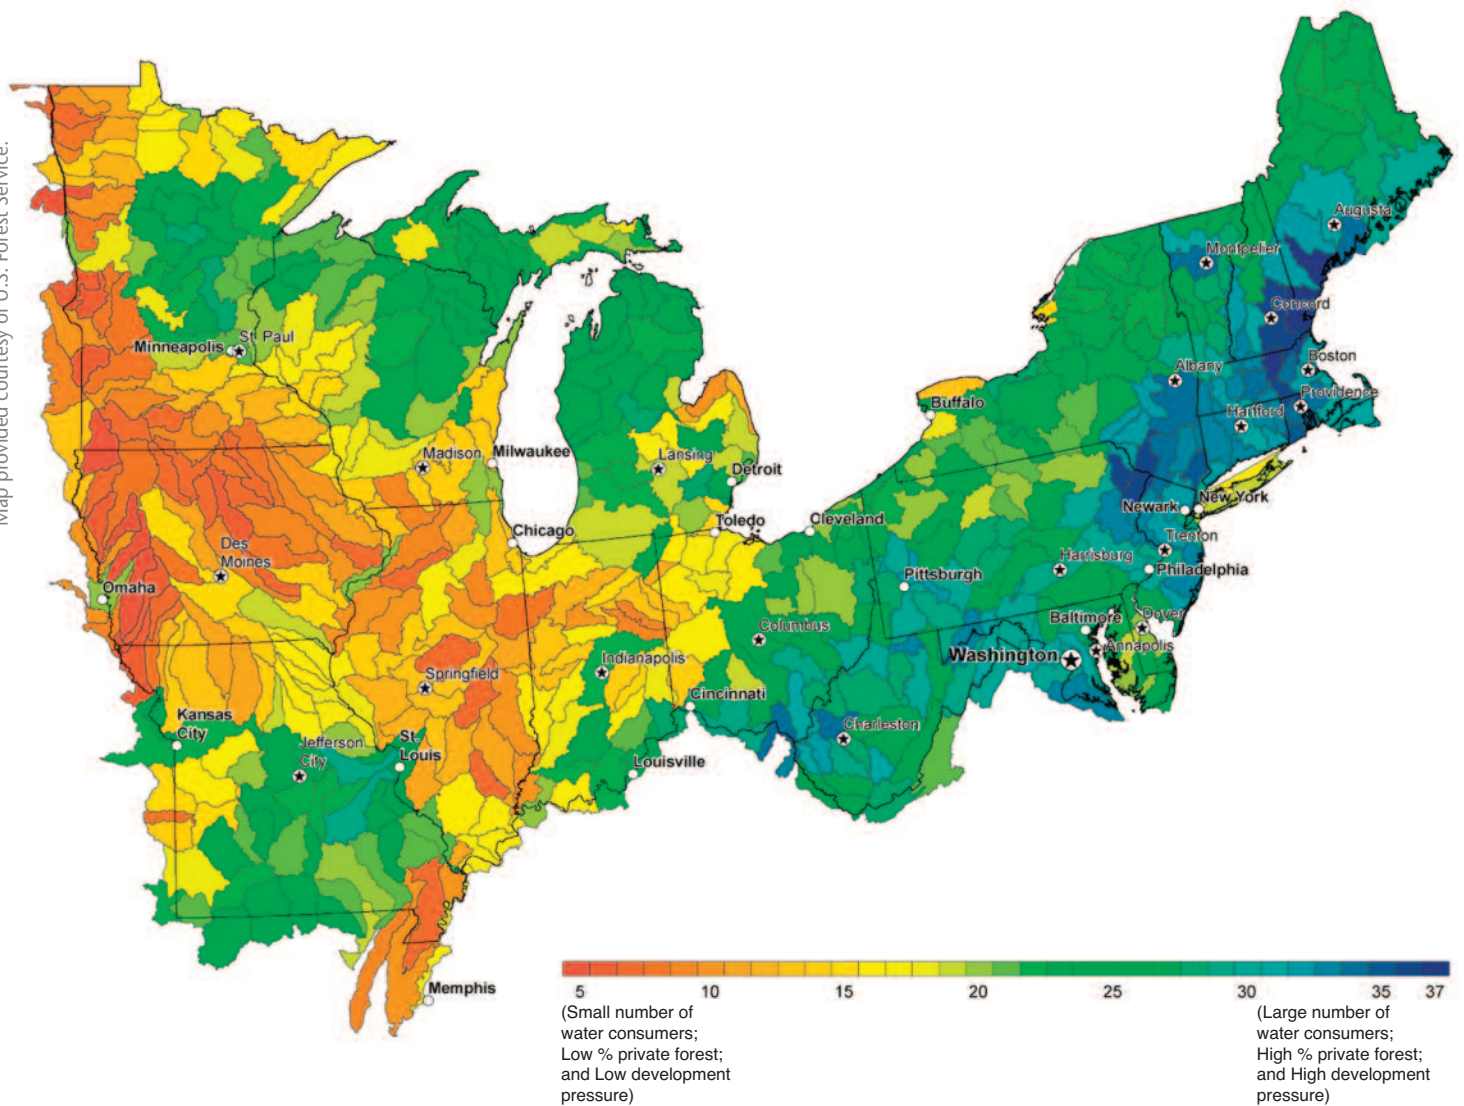 Map provided courtesy of U.S. Forest Service.
Augusta
Montpelier
Concord
Minneapolis
St. Paul
Boston
Albany
Providence
Buffalo
Hartford
Madison
Milwaukee
Lansing
Detroit
Newark
New York
Chicago
Toledo
Cleveland
Trenton
Des
Moines
Harrisburg
Philadelphia
Omaha
Pittsburgh
Baltimore
Dover
Columbus
Annapolis
Washington
Indianapolis
Springfield
Cincinnati
Kansas
City
Charleston
Jefferson
City
St.
Louis
Louisville
Memphis
5 10 15 20 25 30 35 37
(Small number of
water consumers;
Low % private forest;
and Low development
pressure)
(Large number of
water consumers;
High % private forest;
and High development
pressure)